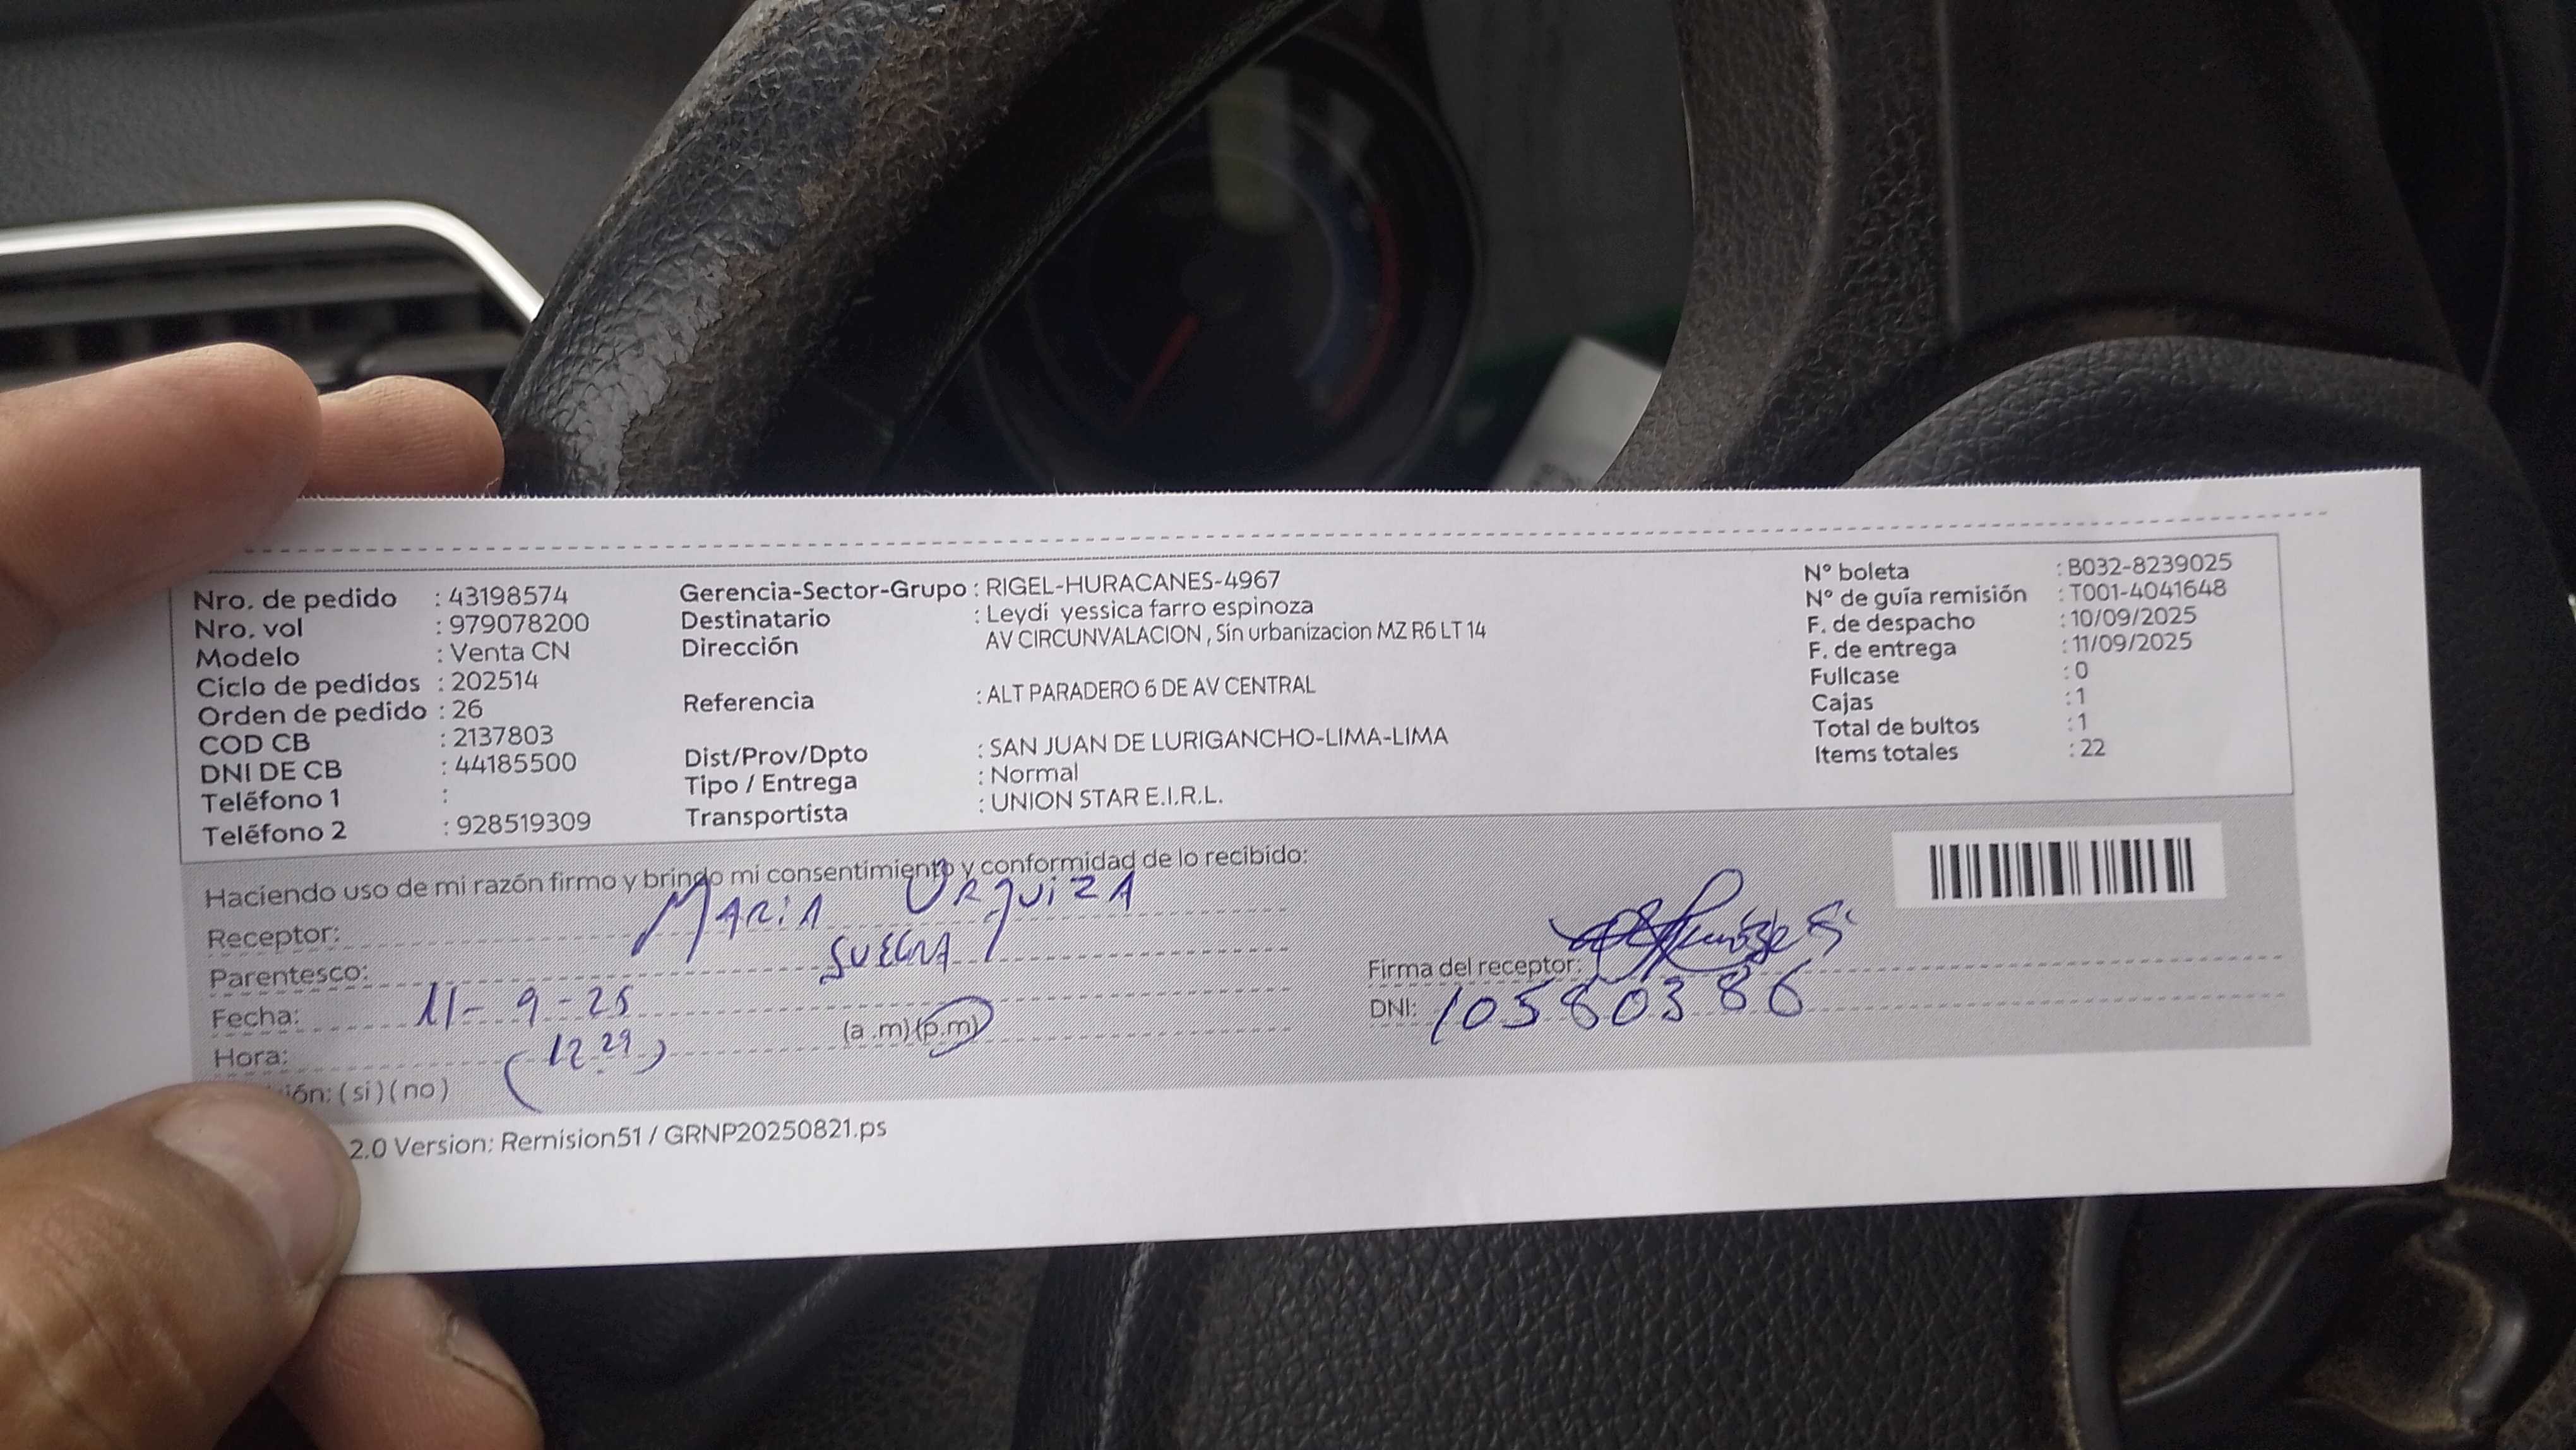 Nro. de pedido : 43198574
Nro. vol : 979078200
Modelo : Venta CN
Ciclo de pedidos : 202514
Orden de pedido : 26
COD CB : 2137803
DNI DE CB : 44185500
Teléfono 1 :
Teléfono 2 : 928519309
Gerencia-Sector-Grupo : RIGEL-HURACANES-4967
Destinatario : Leydi yessica farro espinoza
Dirección AV CIRCUNVALACION , Sin urbanizacion MZ R6 LT 14
Referencia : ALT PARADERO 6 DE AV CENTRAL
Dist/Prov/Dpto : SAN JUAN DE LURIGANCHO-LIMA-LIMA
Tipo / Entrega : Normal
Transportista : UNION STAR E.I.R.L.
N° boleta : B032-8239025
N° de guía remisión : T001-4041648
F. de despacho : 10/09/2025
F. de entrega : 11/09/2025
Fullcase : 0
Cajas : 1
Total de bultos : 1
Items totales : 22
Haciendo uso de mi razón firmo y brindo mi consentimiento y conformidad de lo recibido:
Receptor: MARIA URQUIZA
Parentesco: SUEGRA
Fecha: 11-9-25
Hora: (12 29) (a .m) (p.m)
ión: ( si ) ( no )
Firma del receptor:
DNI: 10580386
2.0 Version: Remision51 / GRNP20250821.ps